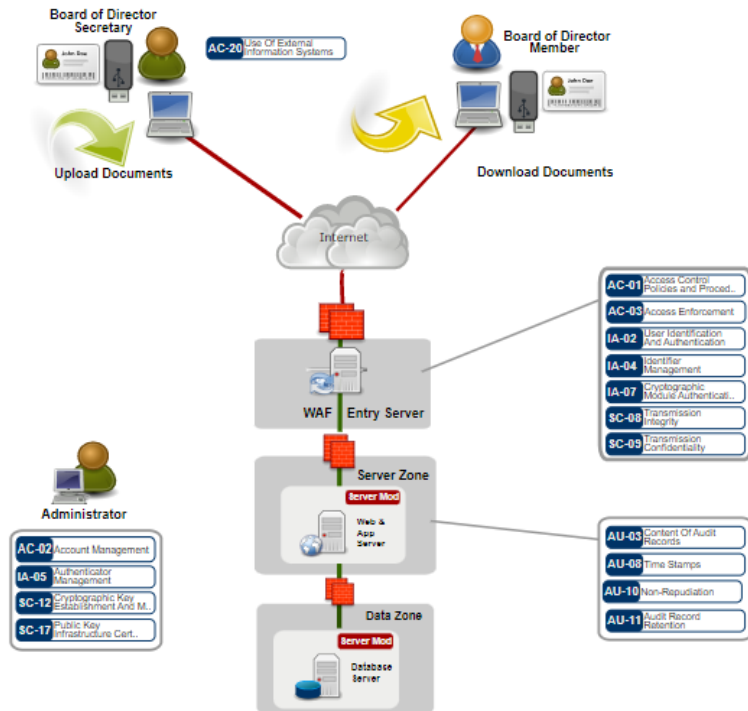 Board of Director
Secretary
John Doe
AC-20 Use Of External
Information Systems
Board of Director
Member
John Doe
Upload Documents
Download Documents
Internet
AC-01 Access Control
Policies and Proced..
AC-03 Access Enforcement
IA-02 User Identification
And Authentication
IA-04 Identifier
Management
IA-07 Cryptographic
Module Authenticati..
SC-08 Transmission
Integrity
SC-09 Transmission
Confidentiality
WAF Entry Server
Server Zone
Server Mod
Web &
App
Server
Administrator
AC-02 Account Management
IA-05 Authenticator
Management
SC-12 Cryptographic Key
Establishment And M..
SC-17 Public Key
Infrastructure Cert..
AU-03 Content Of Audit
Records
AU-08 Time Stamps
AU-10 Non-Repudiation
AU-11 Audit Record
Retention
Data Zone
Server Mod
Database
Server